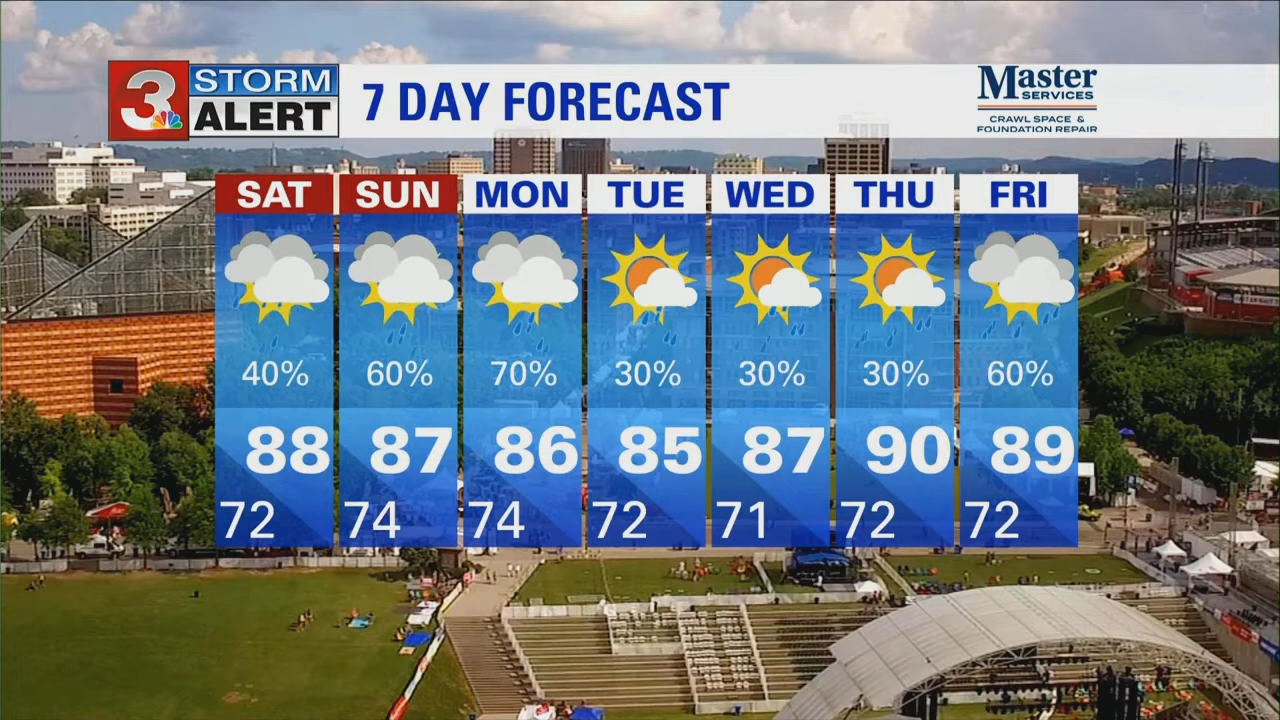 3 STORM ALERT
7 DAY FORECAST
Master
SERVICES
CRAWL SPACE &
FOUNDATION REPAIR
SAT SUN MON TUE WED THU FRI
40% 60% 70% 30% 30% 30% 60%
88 87 86 85 87 90 89
72 74 74 72 71 72 72